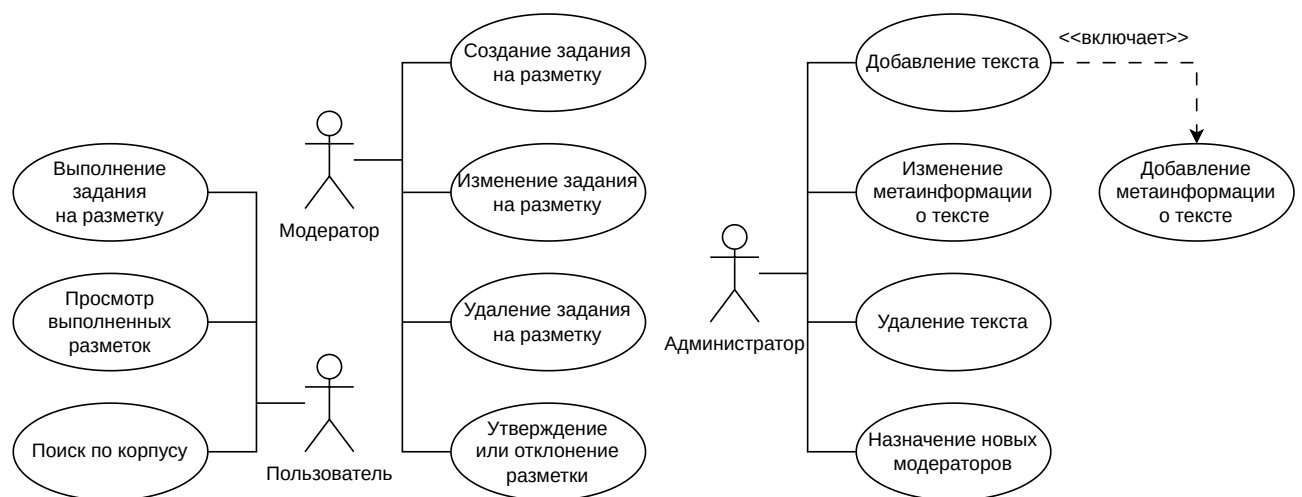 Выполнение
задания
на разметку
Просмотр
выполненных
разметок
Поиск по корпусу
Модератор
Пользователь
Создание задания
на разметку
Изменение задания
на разметку
Удаление задания
на разметку
Утверждение
или отклонение
разметки
Администратор
Добавление текста
Изменение
метаинформации
о тексте
Удаление текста
Назначение новых
модераторов
<<включает>>
Добавление
метаинформации
о тексте